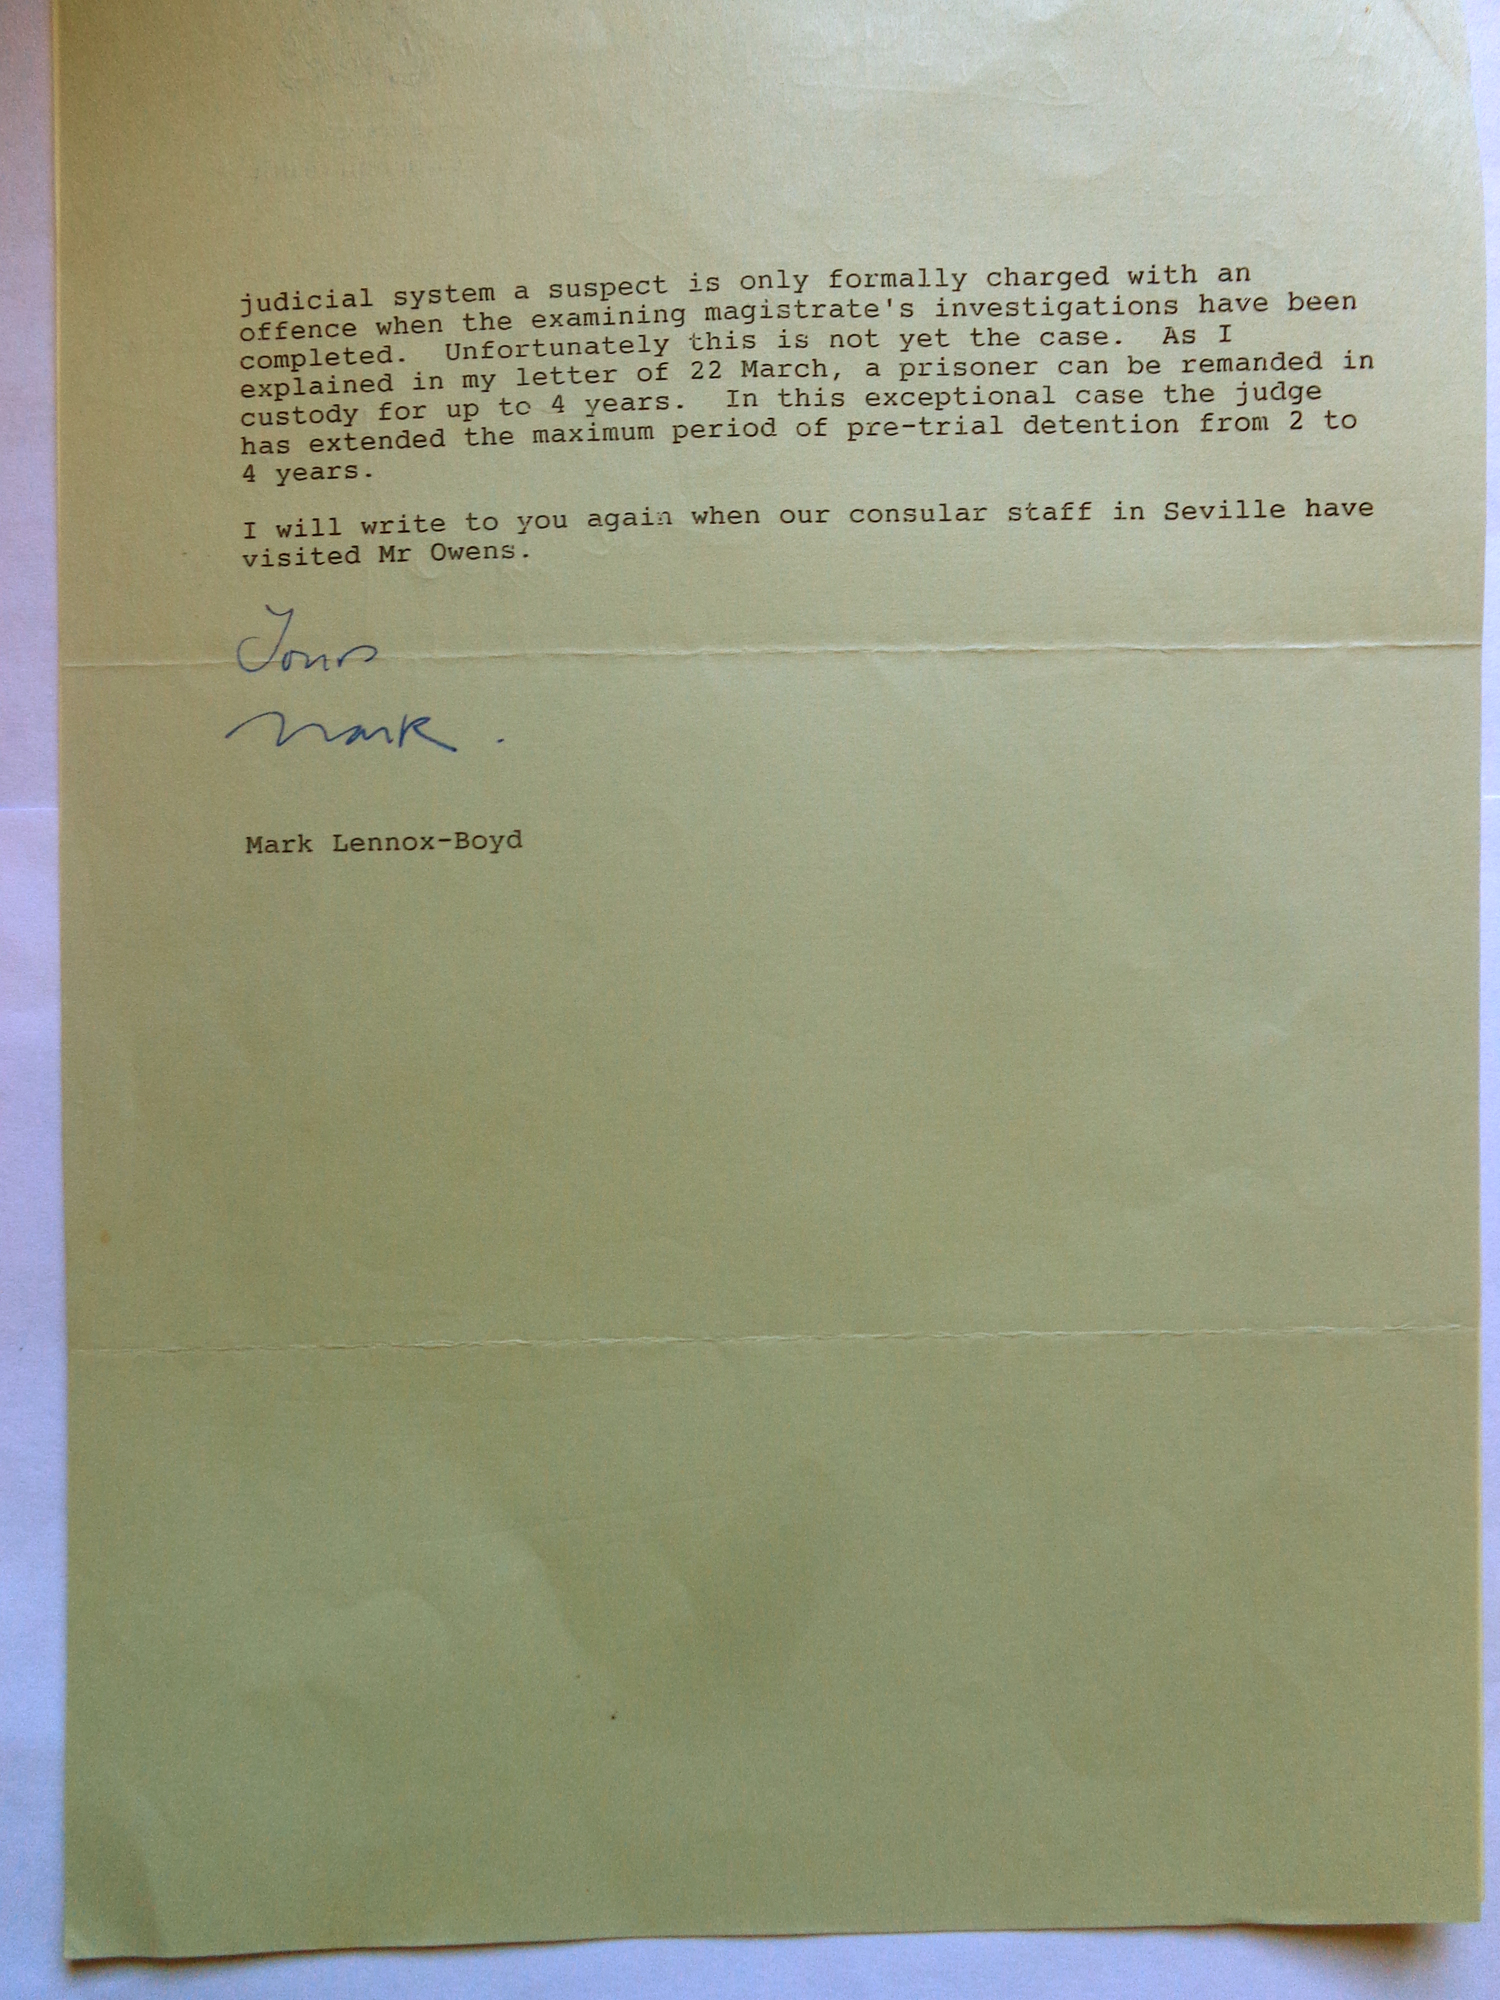 judicial system a suspect is only formally charged with an
offence when the examining magistrate's investigations have been
completed.  Unfortunately this is not yet the case.  As I
explained in my letter of 22 March, a prisoner can be remanded in
custody for up to 4 years.  In this exceptional case the judge
has extended the maximum period of pre-trial detention from 2 to
4 years.
I will write to you again when our consular staff in Seville have
visited Mr Owens.
Yours
Mark.
Mark Lennox-Boyd